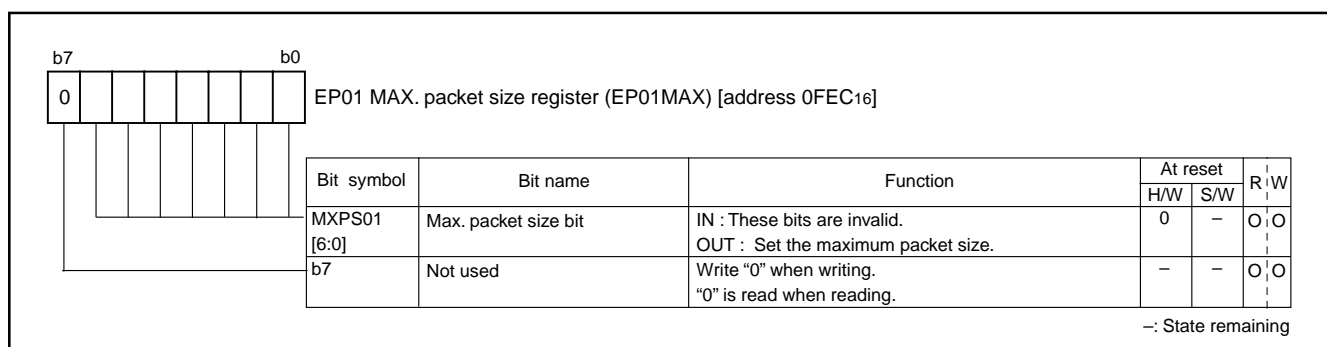 b7 b0
0 EP01 MAX. packet size register (EP01MAX) [address 0FEC16]
Bit symbol Bit name Function At reset R W
H/W S/W
MXPS01 Max. packet size bit IN : These bits are invalid. 0 – O O
[6:0] OUT : Set the maximum packet size.
b7 Not used Write “0” when writing. – – O O
“0” is read when reading.
–: State remaining